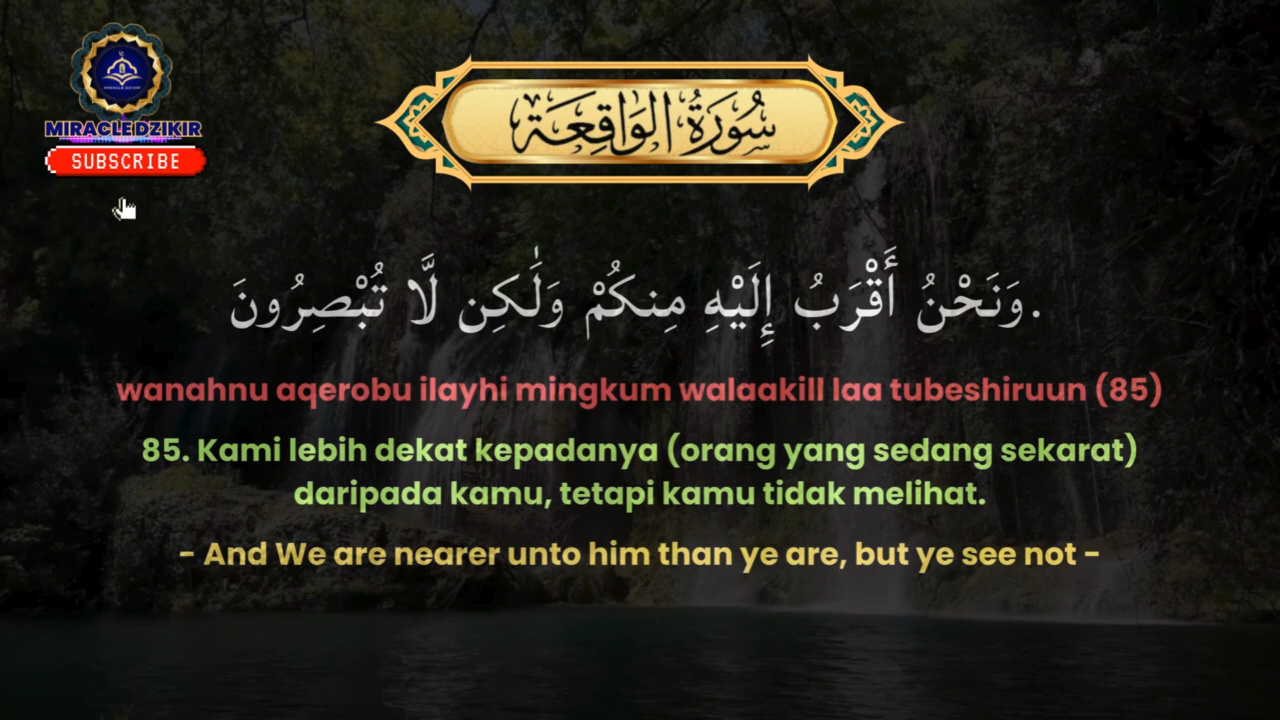 MIRACLE DZIKIR
SUBSCRIBE
سُورَةُ الوَاقِعَة
وَنَحْنُ أَقْرَبُ إِلَيْهِ مِنكُمْ وَلَٰكِن لَّا تُبْصِرُونَ.
wanahnu aqerobu ilayhi mingkum walaakill laa tubeshiruun (85)
85. Kami lebih dekat kepadanya (orang yang sedang sekarat)
daripada kamu, tetapi kamu tidak melihat.
- And We are nearer unto him than ye are, but ye see not -